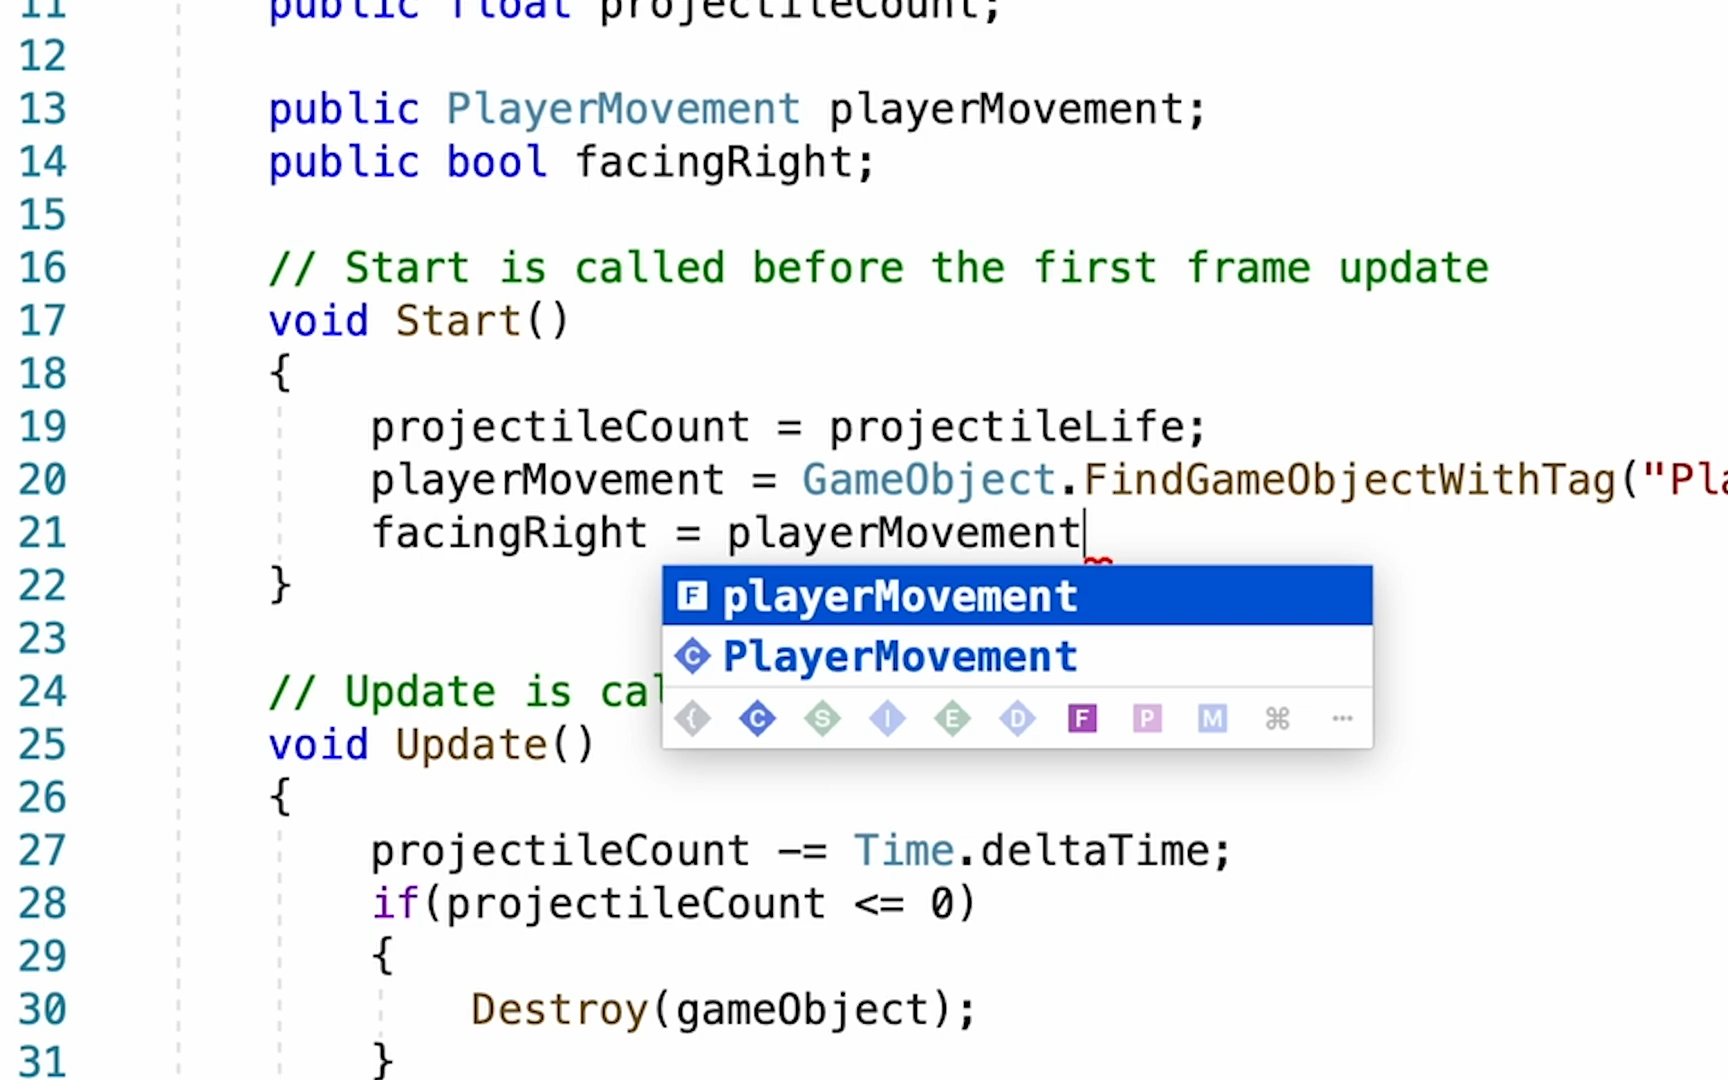 11 public float projectileCount;
12
13 public PlayerMovement playerMovement;
14 public bool facingRight;
15
16 // Start is called before the first frame update
17 void Start()
18 {
19 projectileCount = projectileLife;
20 playerMovement = GameObject.FindGameObjectWithTag("Pla
21 facingRight = playerMovement
22 }
F playerMovement
23
C PlayerMovement
24 // Update is cal
{ C S I E D F P M ⌘ ···
25 void Update()
26 {
27 projectileCount -= Time.deltaTime;
28 if(projectileCount <= 0)
29 {
30 Destroy(gameObject);
31 }